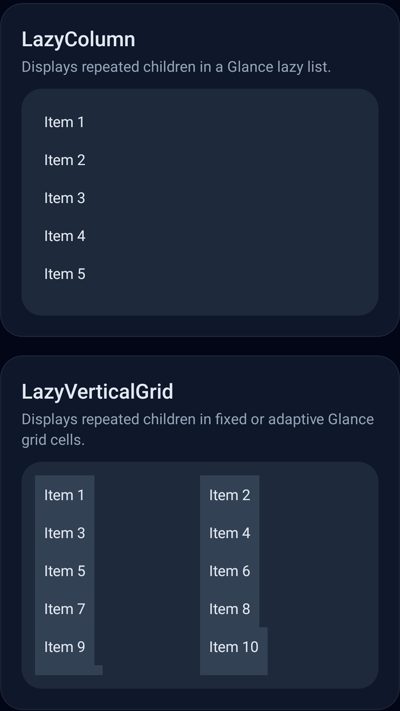 LazyColumn
Displays repeated children in a Glance lazy list.
Item 1
Item 2
Item 3
Item 4
Item 5
LazyVerticalGrid
Displays repeated children in fixed or adaptive Glance
grid cells.
Item 1 Item 2
Item 3 Item 4
Item 5 Item 6
Item 7 Item 8
Item 9 Item 10